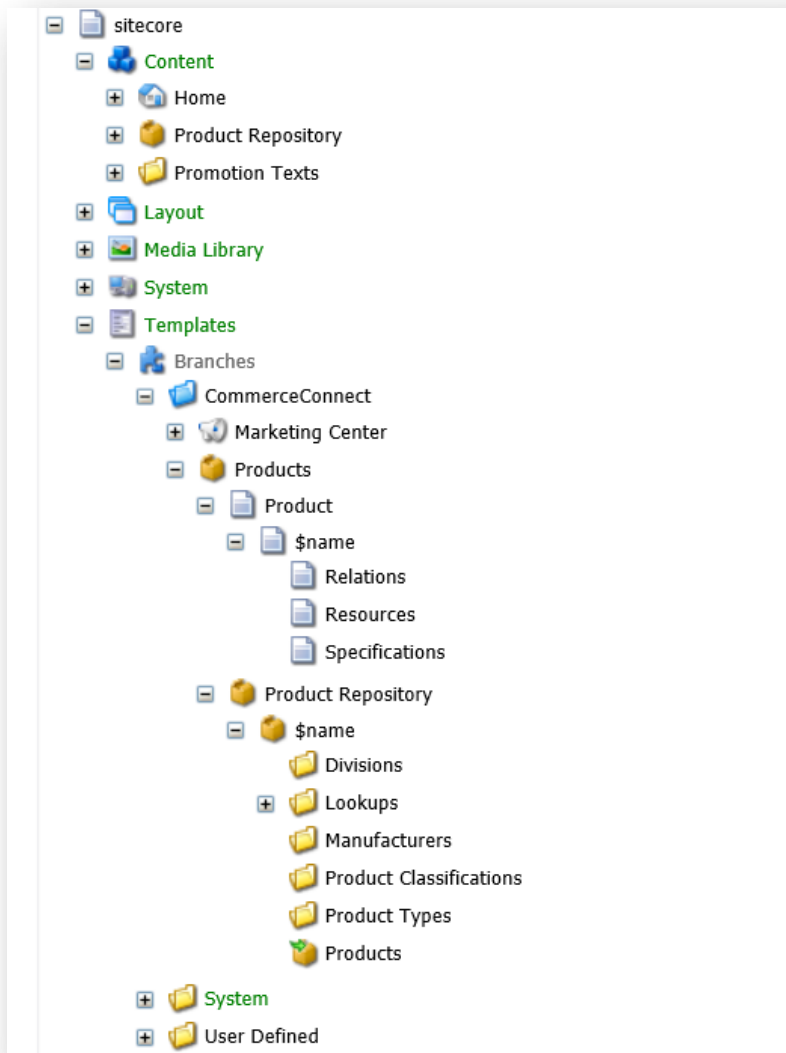 sitecore
Content
Home
Product Repository
Promotion Texts
Layout
Media Library
System
Templates
Branches
CommerceConnect
Marketing Center
Products
Product
$name
Relations
Resources
Specifications
Product Repository
$name
Divisions
Lookups
Manufacturers
Product Classifications
Product Types
Products
System
User Defined